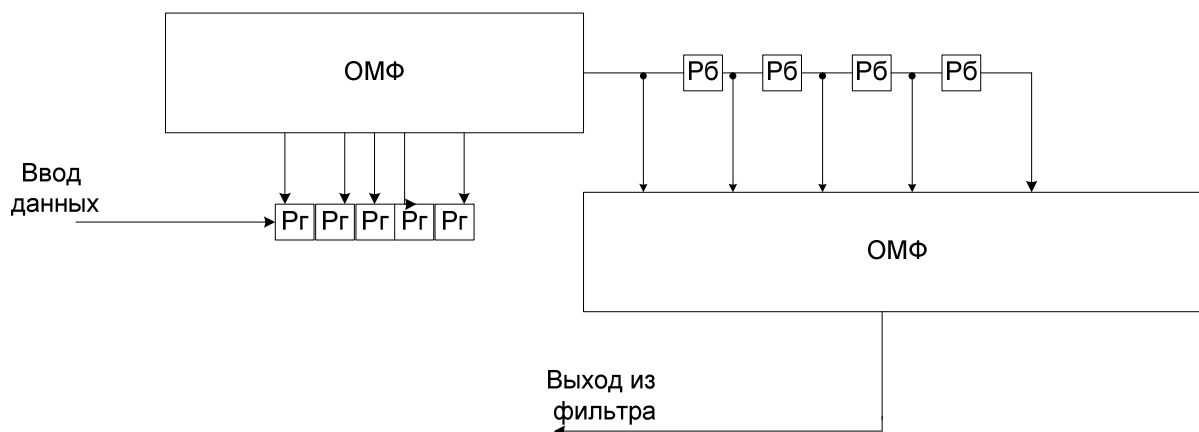 ОМФ
Рб Рб Рб Рб
Ввод
данных
Рг Рг Рг Рг Рг
ОМФ
Выход из
фильтра